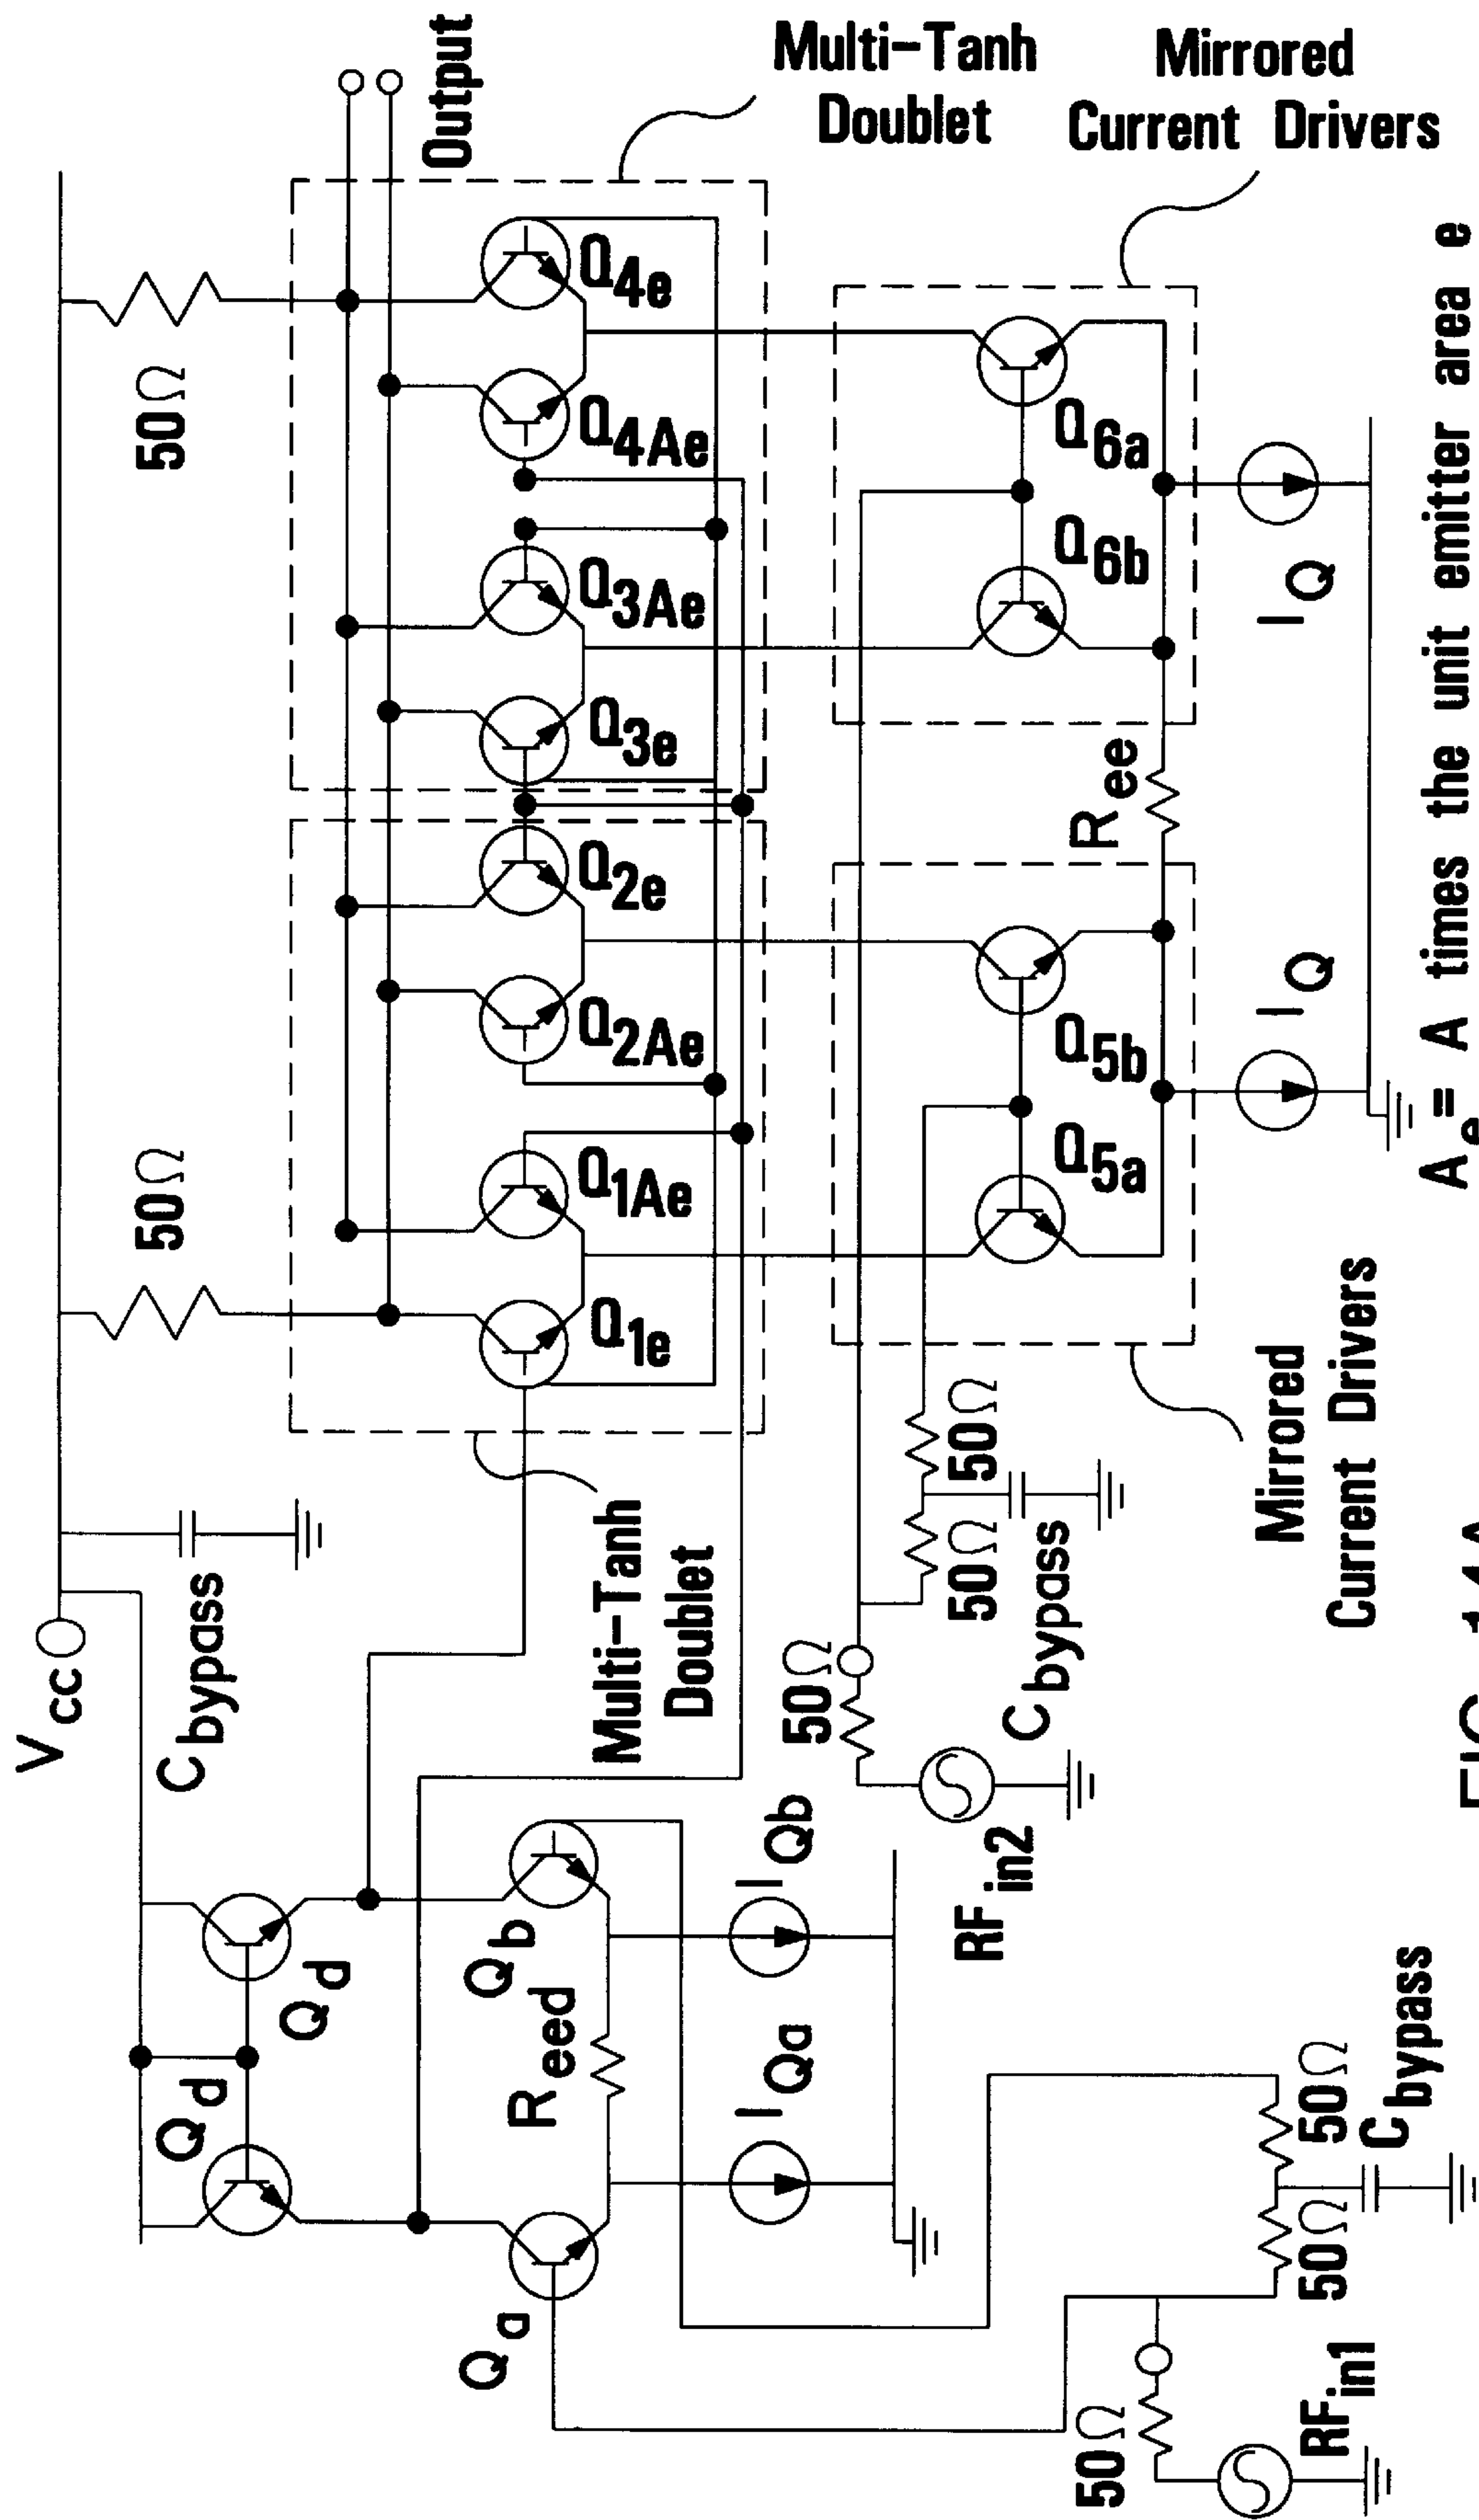 Vcc
Cbypass
50Ω
50Ω
Output
Multi-Tanh
Doublet
Mirrored
Current Drivers
Qd
Qd
Q1e
Q1Ae
Q2Ae
Q2e
Q3e
Q3Ae
Q4Ae
Q4e
Multi-Tanh
Doublet
Qa
Qb
Reed
IQa
IQb
50Ω
RFin2
Cbypass
50Ω
50Ω
Q5a
Q5b
Ree
Q6b
Q6a
IQ
IQ
Mirrored
Current Drivers
50Ω
RFin1
50Ω
50Ω
Cbypass
Ae = A times the unit emitter area e